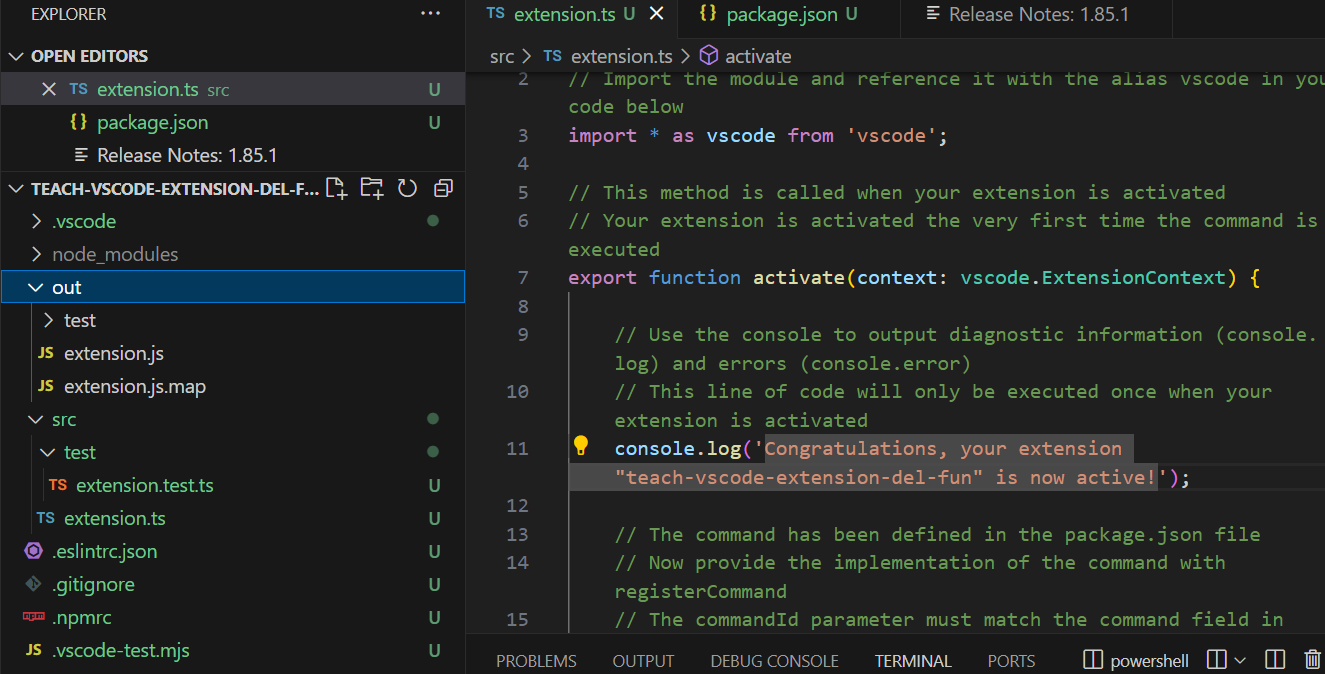 EXPLORER
OPEN EDITORS
TS extension.ts src U
{} package.json U
Release Notes: 1.85.1
TEACH-VSCODE-EXTENSION-DEL-F...
.vscode
node_modules
out
test
JS extension.js
JS extension.js.map
src
test
TS extension.test.ts U
TS extension.ts U
.eslintrc.json U
.gitignore U
npm .npmrc U
JS .vscode-test.mjs U
TS extension.ts U {} package.json U Release Notes: 1.85.1
src > TS extension.ts > activate
2 // Import the module and reference it with the alias vscode in you
code below
3 import * as vscode from 'vscode';
4
5 // This method is called when your extension is activated
6 // Your extension is activated the very first time the command is
executed
7 export function activate(context: vscode.ExtensionContext) {
8
9 // Use the console to output diagnostic information (console.
log) and errors (console.error)
10 // This line of code will only be executed once when your
extension is activated
11 console.log('Congratulations, your extension
"teach-vscode-extension-del-fun" is now active!');
12
13 // The command has been defined in the package.json file
14 // Now provide the implementation of the command with
registerCommand
15 // The commandId parameter must match the command field in
PROBLEMS OUTPUT DEBUG CONSOLE TERMINAL PORTS powershell